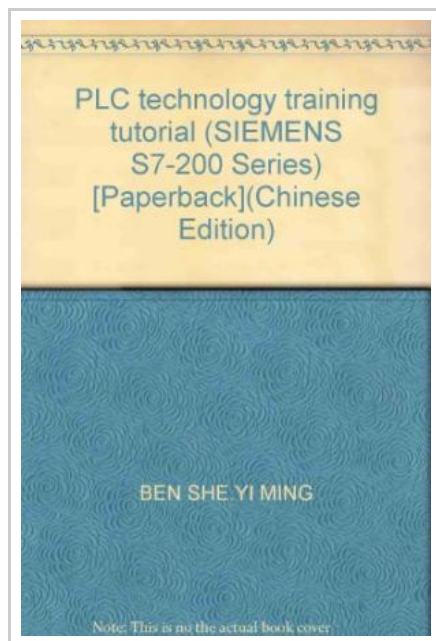 PLC technology training
tutorial (SIEMENS
S7-200 Series)
[Paperback](Chinese
Edition)
BEN SHE.YI MING
Note: This is no the actual book cover